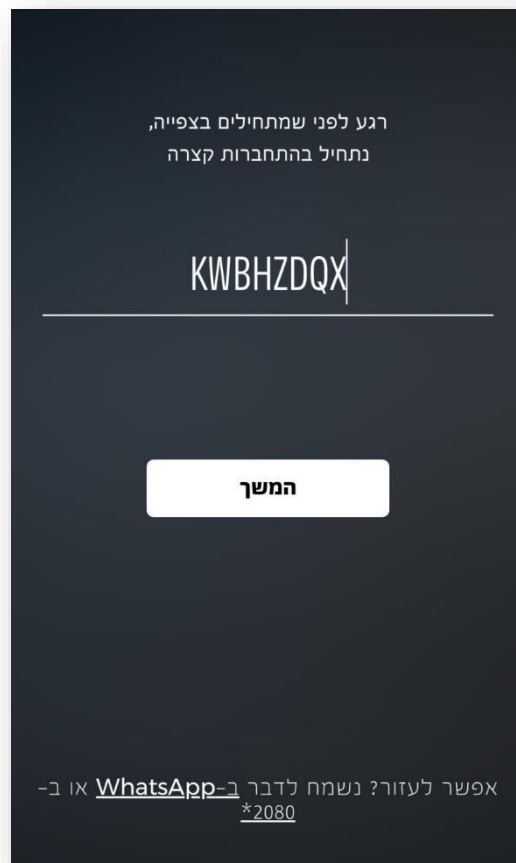 רגע לפני שמתחילים בצפייה,
נתחיל בהתחברות קצרה
KWBHZDQX
המשך
אפשר לעזור? נשמח לדבר ב-WhatsApp או ב-
*2080